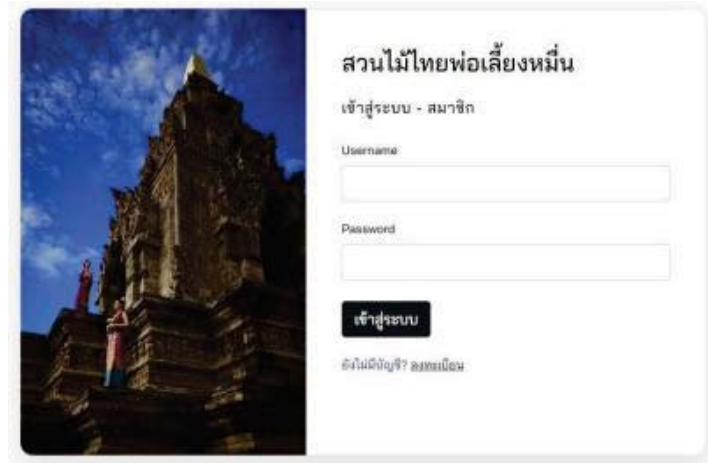 สวนไม้ไทยพ่อเลี้ยงหมื่น
เข้าสู่ระบบ - สมาชิก
Username
Password
เข้าสู่ระบบ
ยังไม่มีบัญชี? ลงทะเบียน